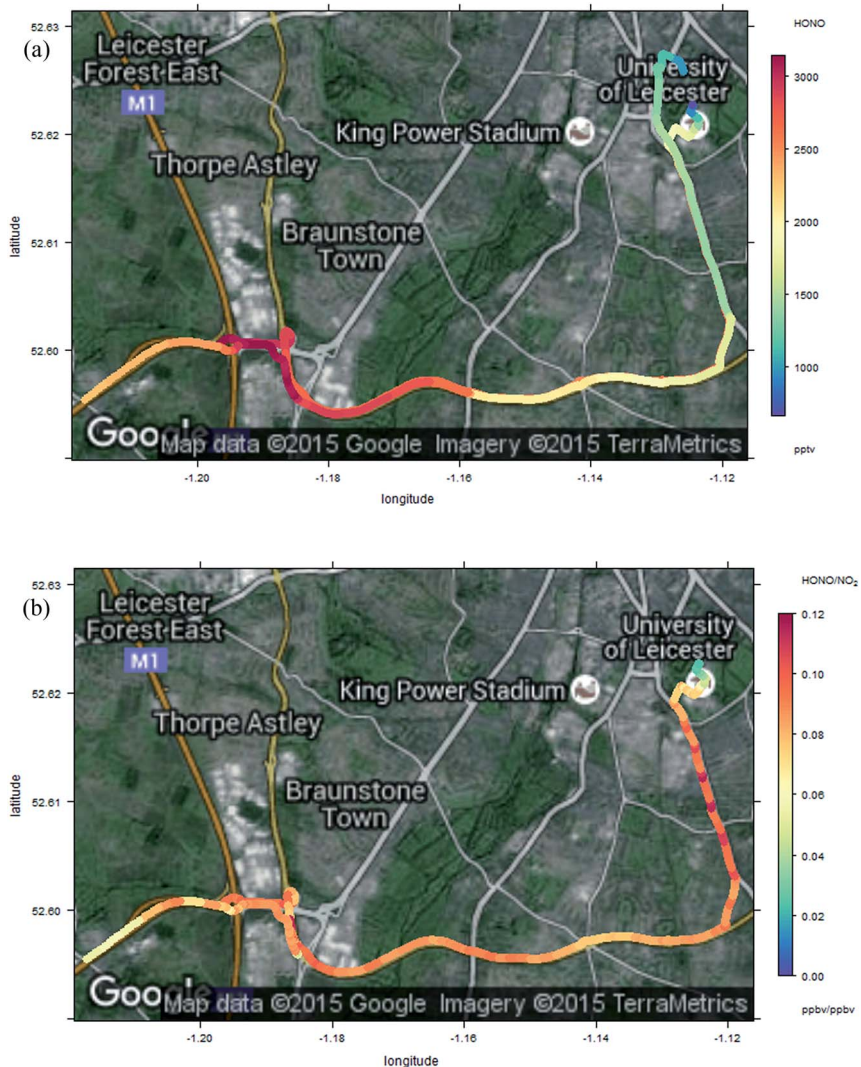 (a)
52.63
52.62
52.61
52.60
latitude
Leicester
Forest East
M1
Thorpe Astley
King Power Stadium
Braunstone
Town
University
of Leicester
Map data ©2015 Google Imagery ©2015 TerraMetrics
-1.20
-1.18
-1.16
-1.14
-1.12
longitude
HONO
3000
2500
2000
1500
1000
pptv
(b)
52.63
52.62
52.61
52.60
latitude
Leicester
Forest East
M1
Thorpe Astley
King Power Stadium
Braunstone
Town
University
of Leicester
Map data ©2015 Google Imagery ©2015 TerraMetrics
-1.20
-1.18
-1.16
-1.14
-1.12
longitude
HONO/NO₂
0.12
0.10
0.08
0.06
0.04
0.02
0.00
ppbv/ppbv